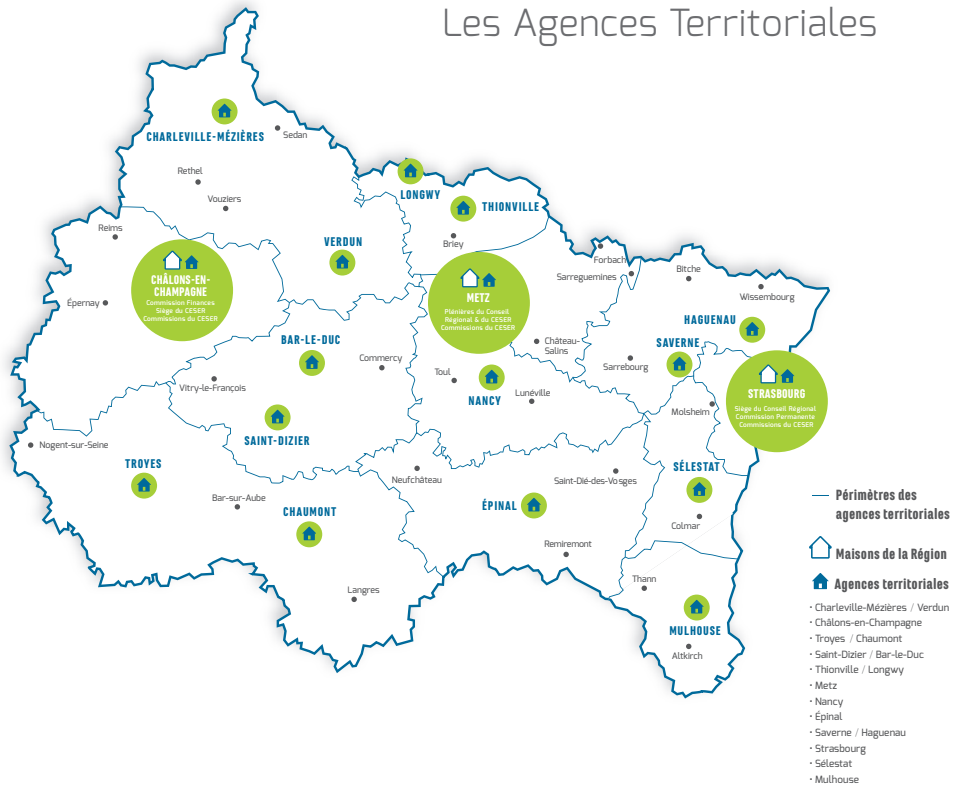 Les Agences Territoriales
CHARLEVILLE-MÉZIÈRES
Sedan
Rethel
Vouziers
LONGWY
THIONVILLE
Briey
Reims
VERDUN
Forbach
Sarreguemines
Bitche
Wissembourg
CHÂLONS-EN-
CHAMPAGNE
Commission Finances
Siège du CESER
Commissions du CESER
Épernay
METZ
Plénières du Conseil
Régional & du CESER
Commissions du CESER
HAGUENAU
BAR-LE-DUC
Commercy
Château-
Salins
SAVERNE
Sarrebourg
Toul
NANCY
Lunéville
Vitry-le-François
STRASBOURG
Siège du Conseil Régional
Commission Permanente
Commissions du CESER
Molsheim
SAINT-DIZIER
Nogent-sur-Seine
TROYES
Neufchâteau
Saint-Dié-des-Vosges
SÉLESTAT
Bar-sur-Aube
CHAUMONT
ÉPINAL
Colmar
Remiremont
Langres
Thann
MULHOUSE
Altkirch
Périmètres des
agences territoriales
Maisons de la Région
Agences territoriales
· Charleville-Mézières / Verdun
· Châlons-en-Champagne
· Troyes / Chaumont
· Saint-Dizier / Bar-le-Duc
· Thionville / Longwy
· Metz
· Nancy
· Épinal
· Saverne / Haguenau
· Strasbourg
· Sélestat
· Mulhouse